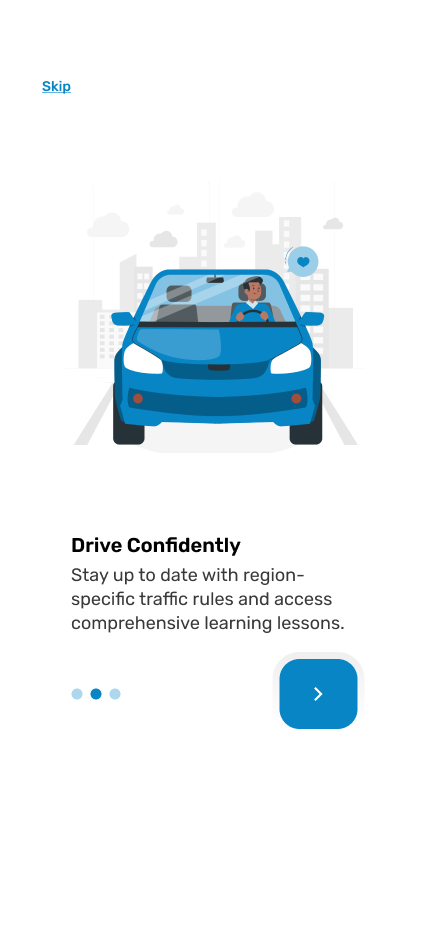 Skip
Drive Confidently
Stay up to date with region-
specific traffic rules and access
comprehensive learning lessons.